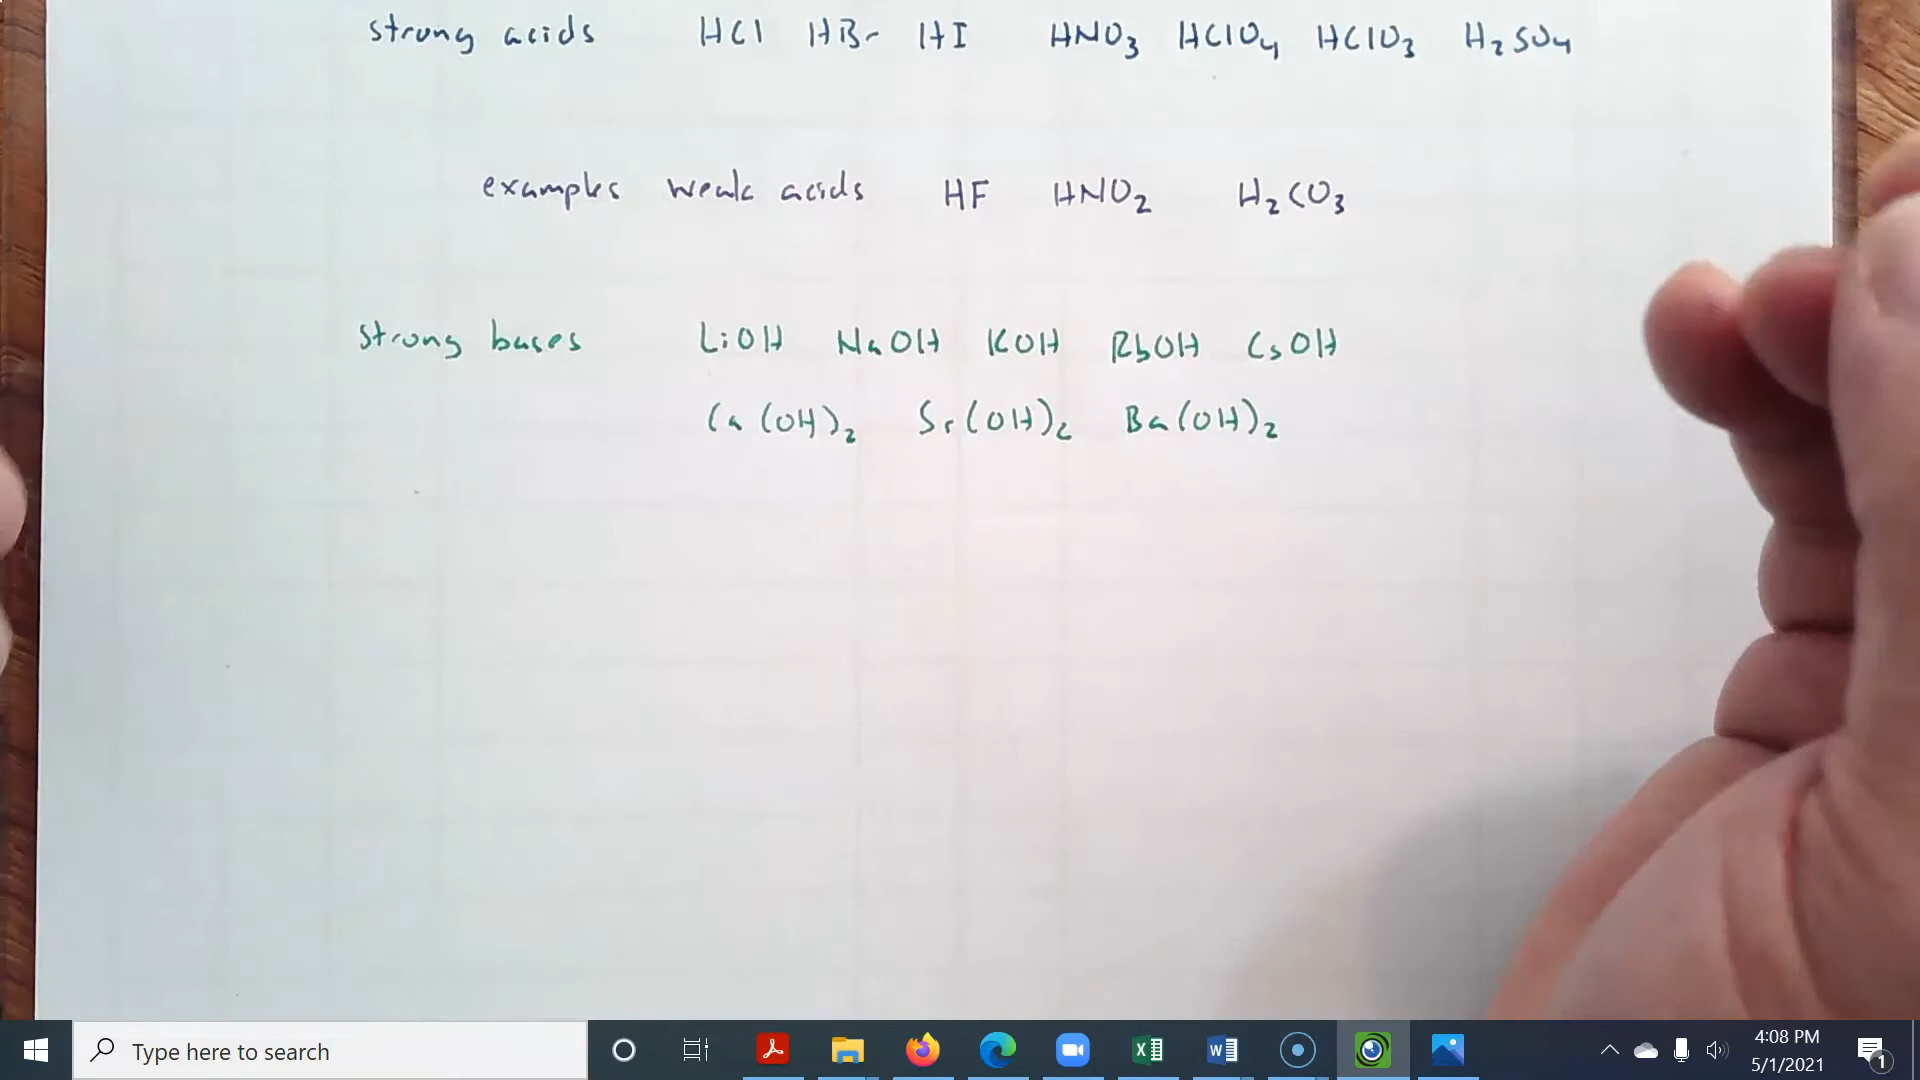 strong acids HCl HBr HI HNO₃ HClO₄ HClO₃ H₂SO₄
examples weak acids HF HNO₂ H₂CO₃
strong bases LiOH NaOH KOH RbOH CsOH
Ca(OH)₂ Sr(OH)₂ Ba(OH)₂
Type here to search
4:08 PM
5/1/2021
1